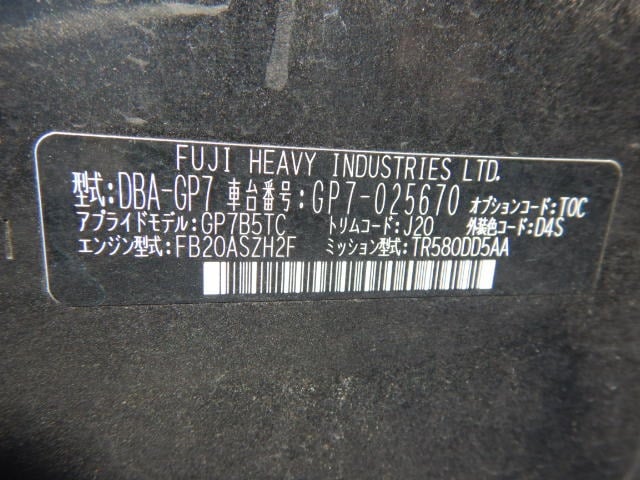 FUJI HEAVY INDUSTRIES LTD.
型式:DBA-GP7 車台番号:GP7-025670 オプションコード:TOC
アプライドモデル:GP7B5TC トリムコード:J20 外装色コード:D4S
エンジン型式:FB20ASZH2F ミッション型式:TR580DD5AA